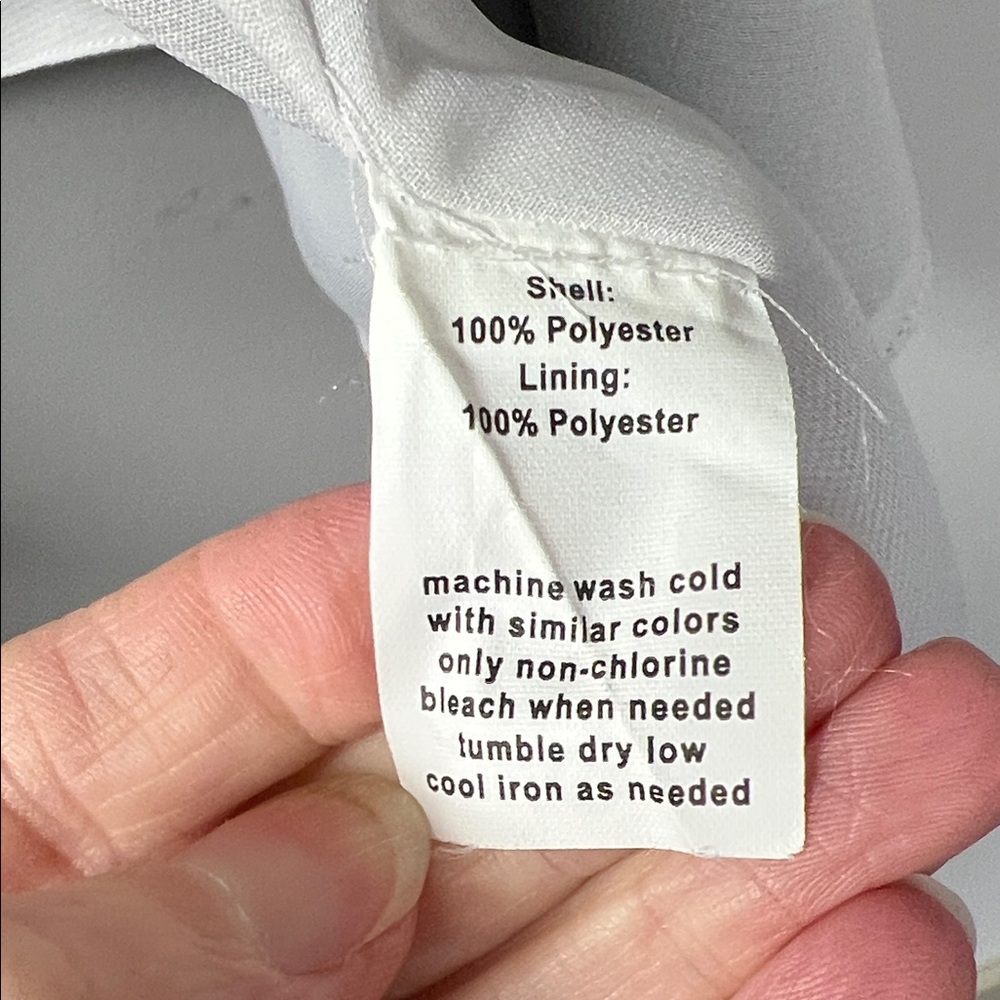 Shell:
100% Polyester
Lining:
100% Polyester
machine wash cold
with similar colors
only non-chlorine
bleach when needed
tumble dry low
cool iron as needed